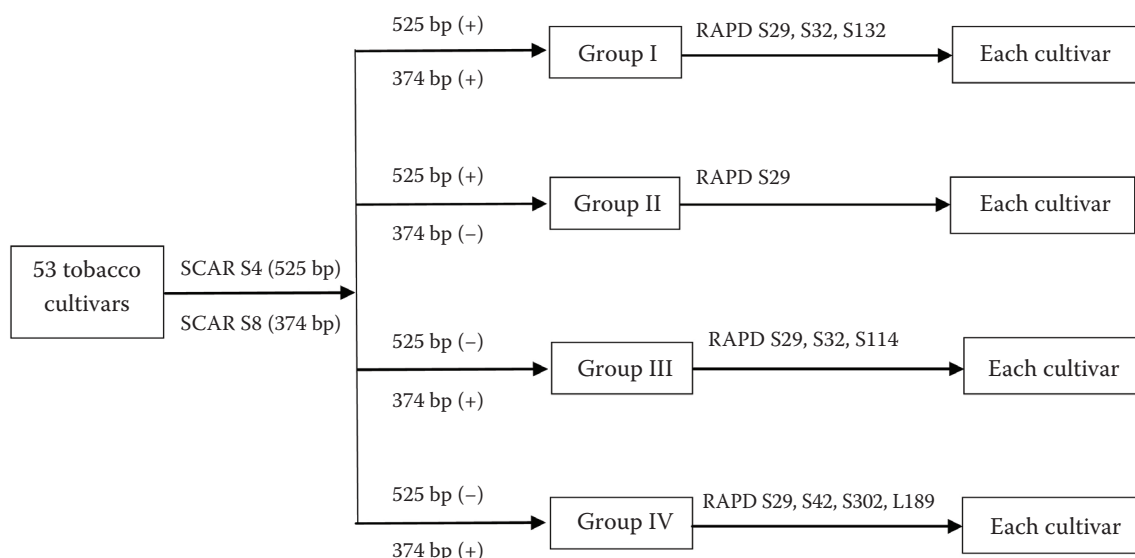 525 bp (+)
374 bp (+)
Group I
RAPD S29, S32, S132
Each cultivar
525 bp (+)
374 bp (–)
Group II
RAPD S29
Each cultivar
53 tobacco
cultivars
SCAR S4 (525 bp)
SCAR S8 (374 bp)
525 bp (–)
374 bp (+)
Group III
RAPD S29, S32, S114
Each cultivar
525 bp (–)
374 bp (+)
Group IV
RAPD S29, S42, S302, L189
Each cultivar